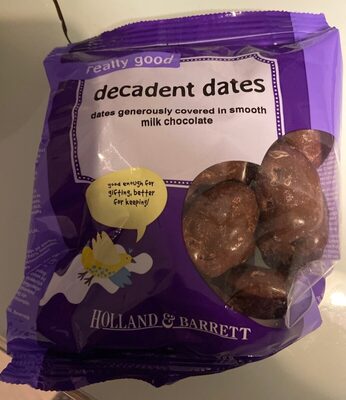 really good
decadent dates
dates generously covered in smooth
milk chocolate
good enough for
gifting, better
for keeping!
HOLLAND & BARRETT